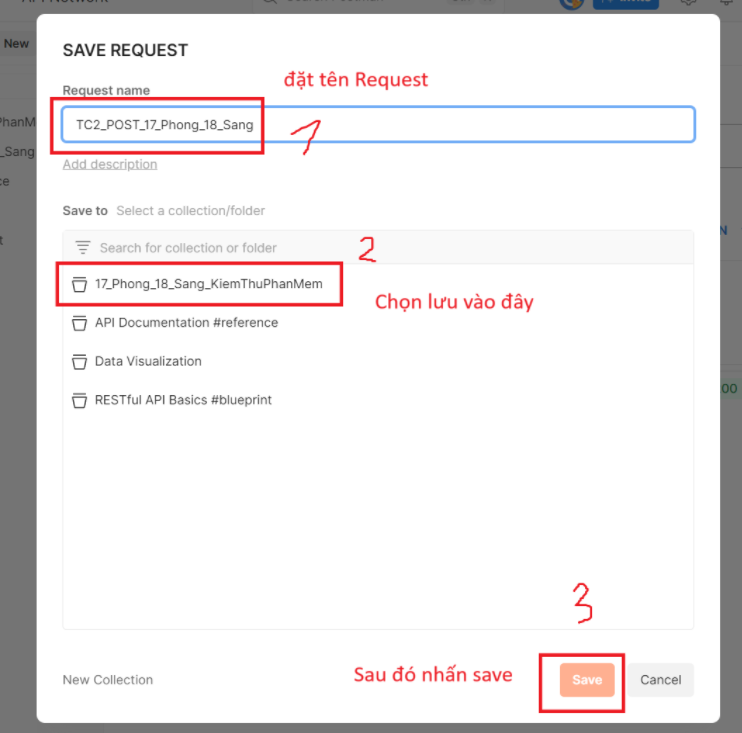 New
SAVE REQUEST
đặt tên Request
Request name
TC2_POST_17_Phong_18_Sang
1
Add description
_Sang
Save to Select a collection/folder
Search for collection or folder
2
17_Phong_18_Sang_KiemThuPhanMem
Chọn lưu vào đây
API Documentation #reference
Data Visualization
RESTful API Basics #blueprint
00
3
New Collection
Sau đó nhấn save
Save
Cancel